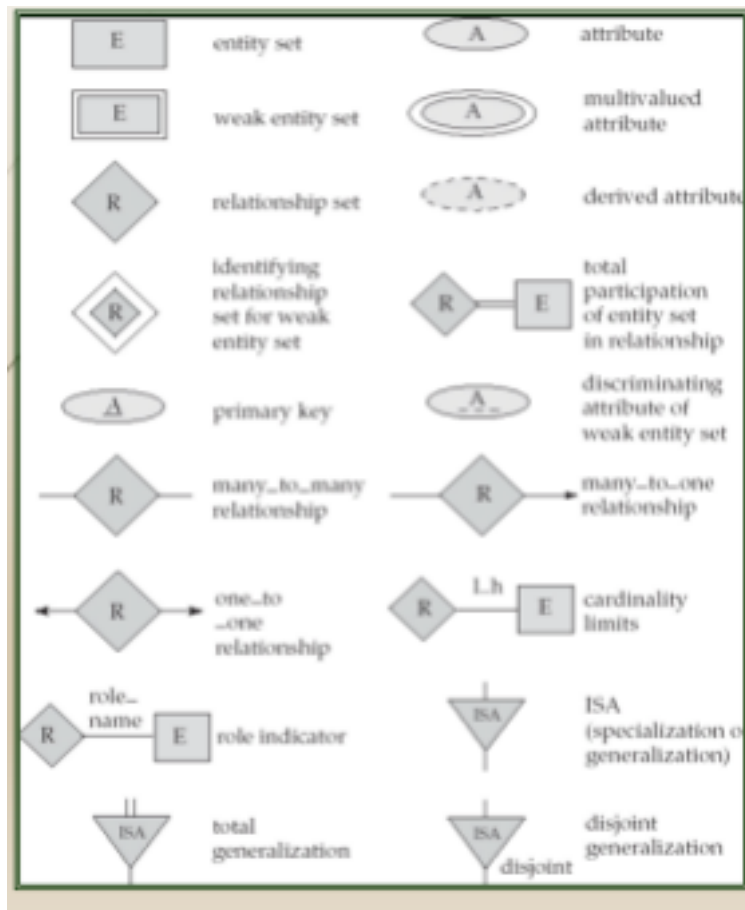 E
entity set
A
attribute
E
weak entity set
A
multivalued
attribute
R
relationship set
A
derived attribute
R
identifying
relationship
set for weak
entity set
R
E
total
participation
of entity set
in relationship
A
primary key
A
discriminating
attribute of
weak entity set
R
many_to_many
relationship
R
many_to_one
relationship
R
one_to
_one
relationship
R
l..h
E
cardinality
limits
R
role_
name
E
role indicator
ISA
ISA
(specialization o
generalization)
ISA
total
generalization
ISA
disjoint
disjoint
generalization